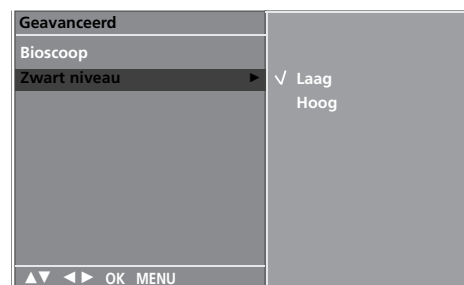 Geavanceerd
Bioscoop
Zwart niveau ►
√ Laag
Hoog
▲▼ ◄► OK MENU